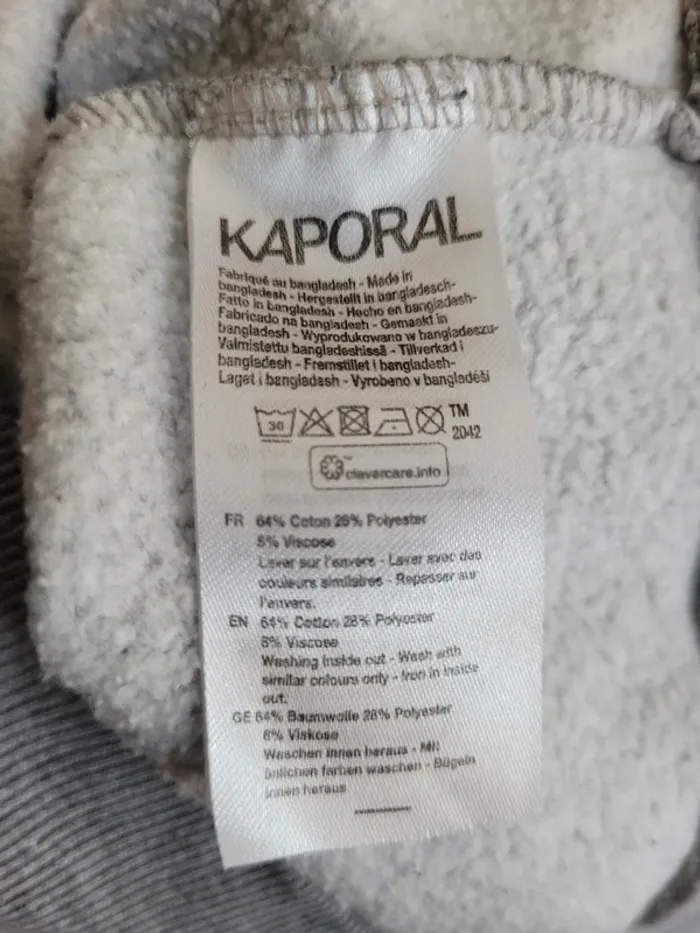 KAPORAL
Fabriqué au bangladesh - Made in
bangladesh - Hergestellt in bangladesch-
Fatto in bangladesh - Hecho en bangladesh-
Fabricado na bangladesh - Gemaakt in
bangladesh - Wyprodukowano w bangladeszu-
Valmistettu bangladeshissä - Tillverkad i
bangladesh - Fremstillet i bangladesh-
Laget i bangladesh - Vyrobeno v bangladéši
30 TM
2042
clevercare.info
FR 64% Coton 28% Polyester
8% Viscose
Laver sur l'envers - Laver avec des
couleurs similaires - Repasser sur
l'envers.
EN 64% Cotton 28% Polyester
8% Viscose
Washing inside out - Wash with
similar colours only - Iron in inside
out.
GE 64% Baumwolle 28% Polyester
8% Viskose
Waschen innen heraus - Mit
änlichen farben waschen - Bügeln
innen heraus